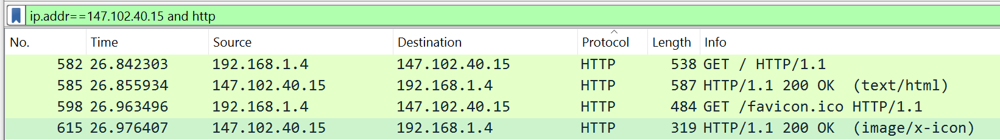 ip.addr==147.102.40.15 and http
No. Time Source Destination Protocol Length Info
582 26.842303 192.168.1.4 147.102.40.15 HTTP 538 GET / HTTP/1.1
585 26.855934 147.102.40.15 192.168.1.4 HTTP 587 HTTP/1.1 200 OK (text/html)
598 26.963496 192.168.1.4 147.102.40.15 HTTP 484 GET /favicon.ico HTTP/1.1
615 26.976407 147.102.40.15 192.168.1.4 HTTP 319 HTTP/1.1 200 OK (image/x-icon)